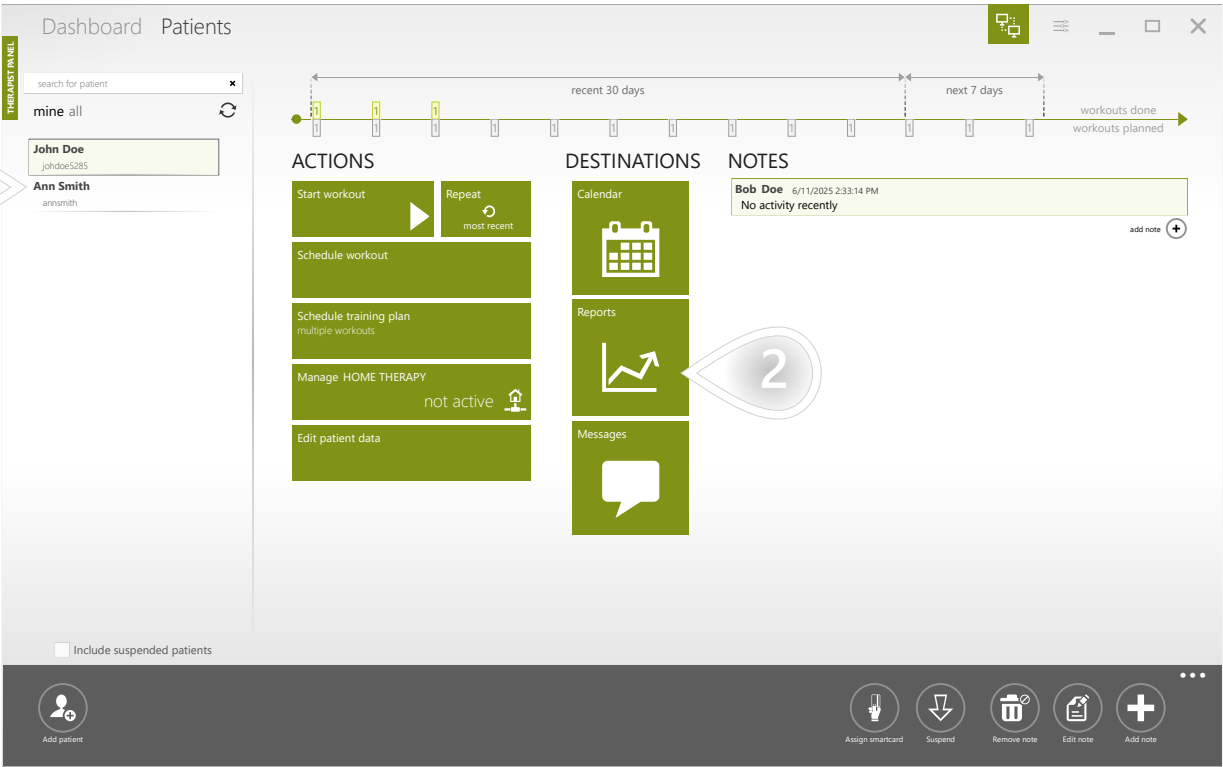 Dashboard Patients
THERAPIST PANEL
search for patient
mine all
John Doe
johdoe5285
Ann Smith
annsmith
Include suspended patients
recent 30 days
next 7 days
1 1 1
workouts done
1 1 1 1 1 1 1 1 1 1 1 1 1
workouts planned
ACTIONS
Start workout
Repeat
most recent
Schedule workout
Schedule training plan
multiple workouts
Manage HOME THERAPY
not active
Edit patient data
DESTINATIONS
Calendar
Reports
2
Messages
NOTES
Bob Doe 6/11/2025 2:33:14 PM
No activity recently
add note
Add patient
Assign smartcard
Suspend
Remove note
Edit note
Add note